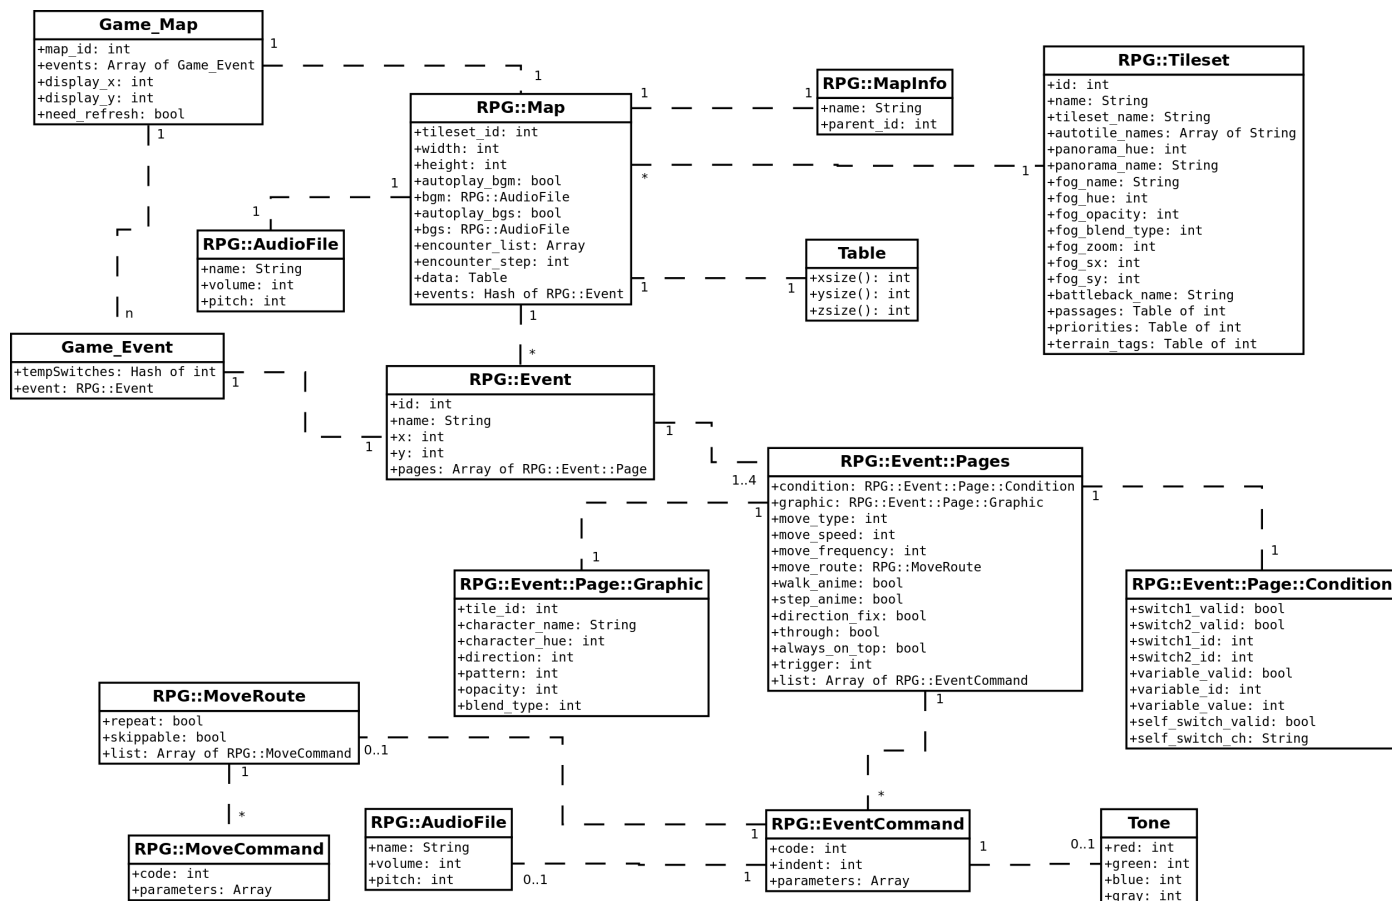 Game_Map
+map_id: int
+events: Array of Game_Event
+display_x: int
+display_y: int
+need_refresh: bool
1
1
1
n
RPG::Map
+tileset_id: int
+width: int
+height: int
+autoplay_bgm: bool
+bgm: RPG::AudioFile
+autoplay_bgs: bool
+bgs: RPG::AudioFile
+encounter_list: Array
+encounter_step: int
+data: Table
+events: Hash of RPG::Event
1
1
RPG::MapInfo
+name: String
+parent_id: int
*
1
RPG::Tileset
+id: int
+name: String
+tileset_name: String
+autotile_names: Array of String
+panorama_hue: int
+panorama_name: String
+fog_name: String
+fog_hue: int
+fog_opacity: int
+fog_blend_type: int
+fog_zoom: int
+fog_sx: int
+fog_sy: int
+battleback_name: String
+passages: Table of int
+priorities: Table of int
+terrain_tags: Table of int
1
1
RPG::AudioFile
+name: String
+volume: int
+pitch: int
1
1
Table
+xsize(): int
+ysize(): int
+zsize(): int
Game_Event
+tempSwitches: Hash of int
+event: RPG::Event
1
1
1
*
RPG::Event
+id: int
+name: String
+x: int
+y: int
+pages: Array of RPG::Event::Page
1
1..4
RPG::Event::Pages
+condition: RPG::Event::Page::Condition
+graphic: RPG::Event::Page::Graphic
+move_type: int
+move_speed: int
+move_frequency: int
+move_route: RPG::MoveRoute
+walk_anime: bool
+step_anime: bool
+direction_fix: bool
+through: bool
+always_on_top: bool
+trigger: int
+list: Array of RPG::EventCommand
1
1
RPG::Event::Page::Graphic
+tile_id: int
+character_name: String
+character_hue: int
+direction: int
+pattern: int
+opacity: int
+blend_type: int
1
1
RPG::Event::Page::Condition
+switch1_valid: bool
+switch2_valid: bool
+switch1_id: int
+switch2_id: int
+variable_valid: bool
+variable_id: int
+variable_value: int
+self_switch_valid: bool
+self_switch_ch: String
RPG::MoveRoute
+repeat: bool
+skippable: bool
+list: Array of RPG::MoveCommand
0..1
1
1
*
RPG::MoveCommand
+code: int
+parameters: Array
RPG::AudioFile
+name: String
+volume: int
+pitch: int
0..1
1
1
*
RPG::EventCommand
+code: int
+indent: int
+parameters: Array
1
0..1
Tone
+red: int
+green: int
+blue: int
+gray: int